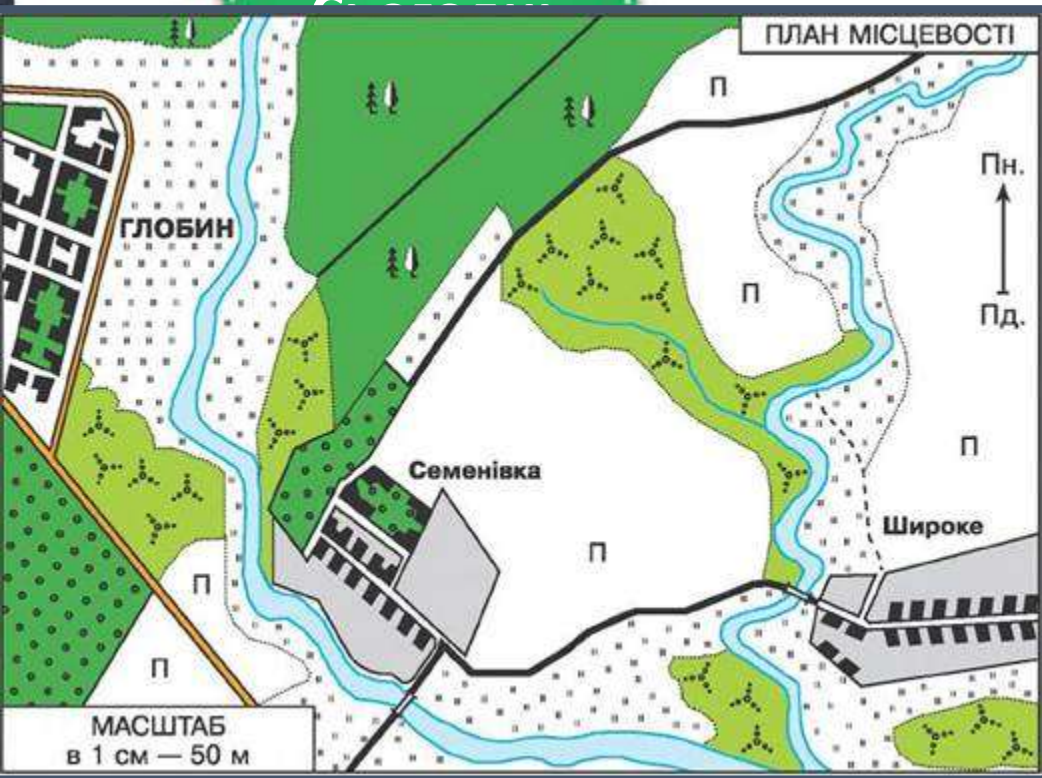 ПЛАН МІСЦЕВОСТІ
П
Пн.
ГЛОБИН
П
Пд.
П
Семенівка
Широке
П
П
П
МАСШТАБ
в 1 см — 50 м